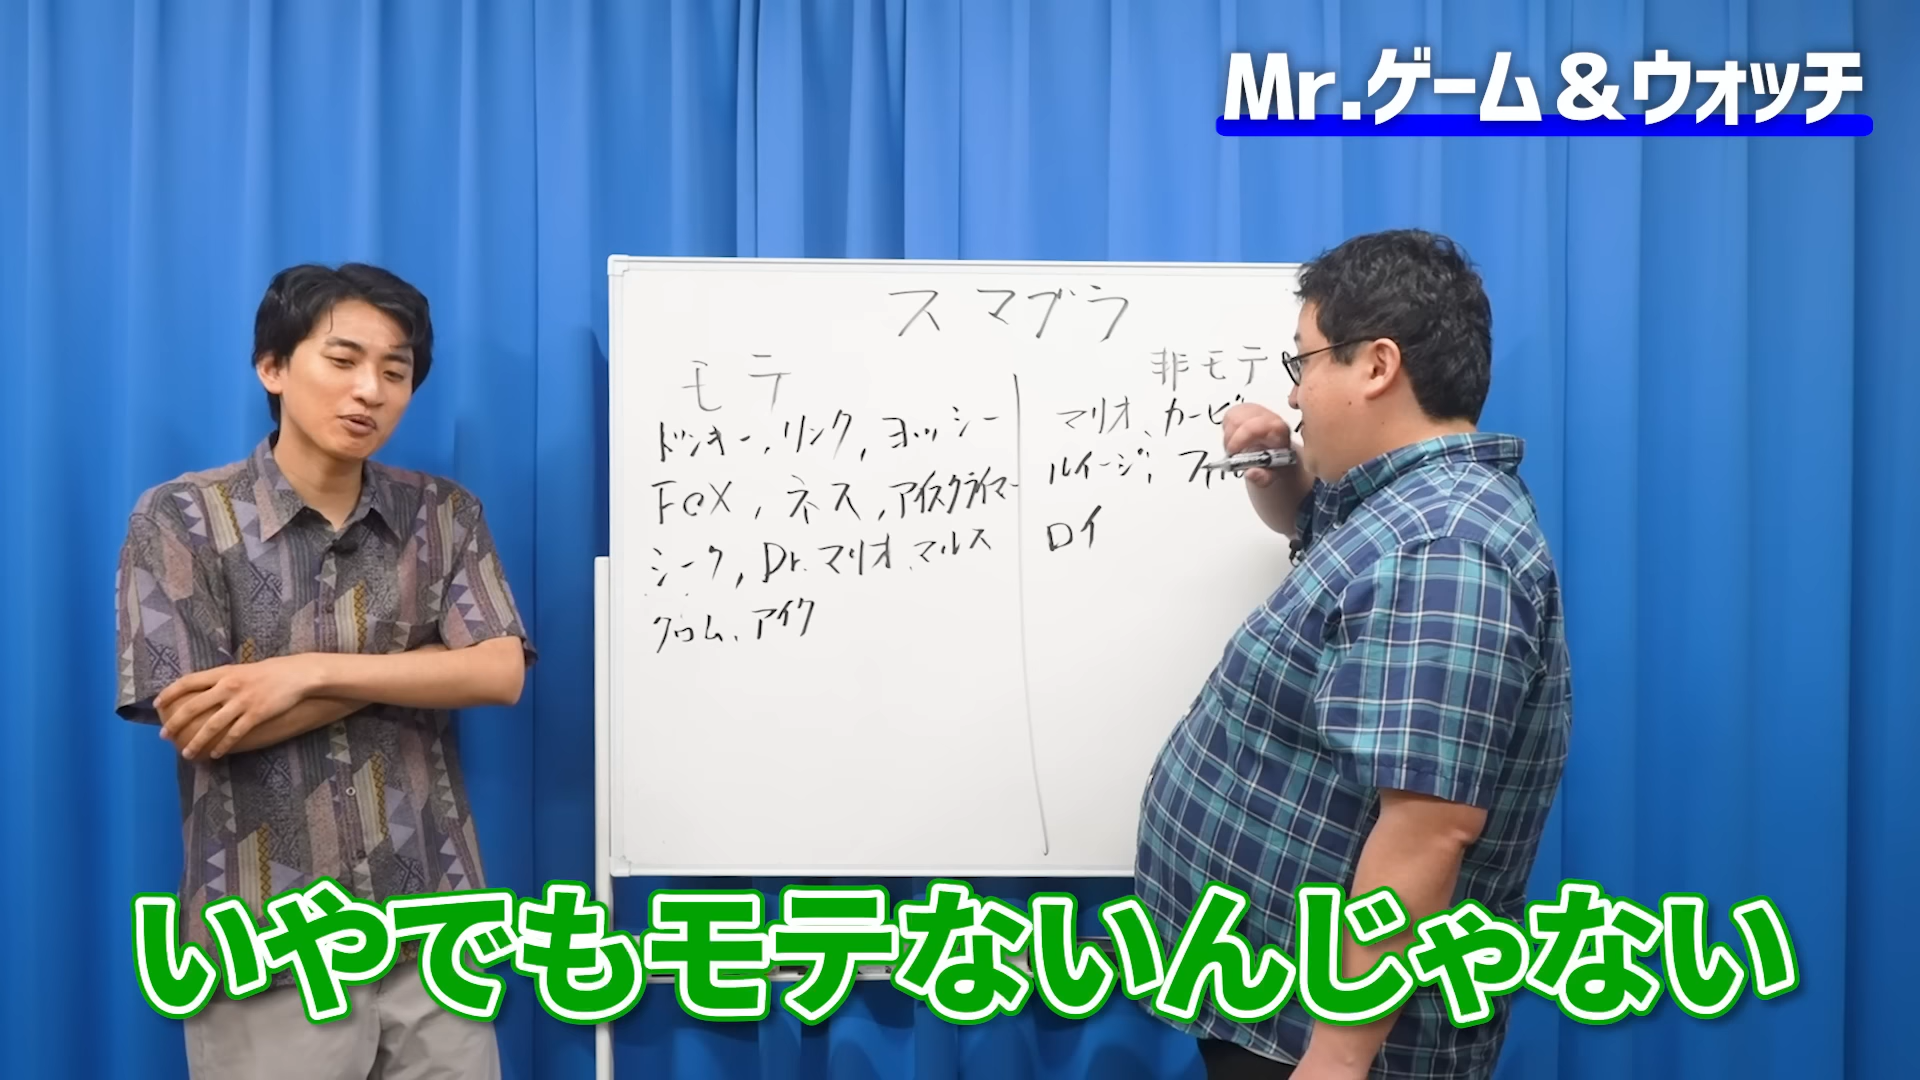 Mr.ゲーム&ウォッチ
スマブラ
モテ
ドンキー, リンク, ヨッシー
FOX, ネス, アイスクライマー
シーク, Dr.マリオ、マルス
クロム、アイク
非モテ
マリオ、カービ
ルイージ,
ロイ
いやでもモテないんじゃない